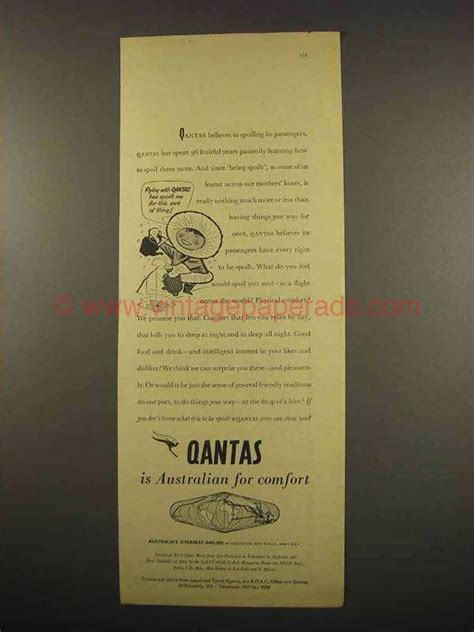 six
QANTAS believes in spoiling its passengers.
QANTAS has spent 36 fruitful years patiently learning how
to spoil them more. And since 'being spoilt', as some of us
learnt across our mothers' knees, is
really nothing much more or less than
having things your way for
once, QANTAS believes its
passengers have every right
to be spoilt. What do you feel
would spoil you most — in a flight
across the world? Physical comfort?
We promise you that. Comfort that lets you relax by day,
that lulls you to sleep at night and to sleep all night. Good
food and drink — and intelligent interest in your likes and
dislikes? We think we can surprise you there — and pleasant-
ly. Or would it be just the sense of general friendly readiness
on our part, to do things your way — at the drop of a hint? If
you don't know what it is to be spoilt QANTAS crew can show you!
Flying with QANTAS
has spoilt me
for this sort
of thing!
© www.vintagepaperads.com
QANTAS
is Australian for comfort
AUSTRALIA'S OVERSEAS AIRLINE